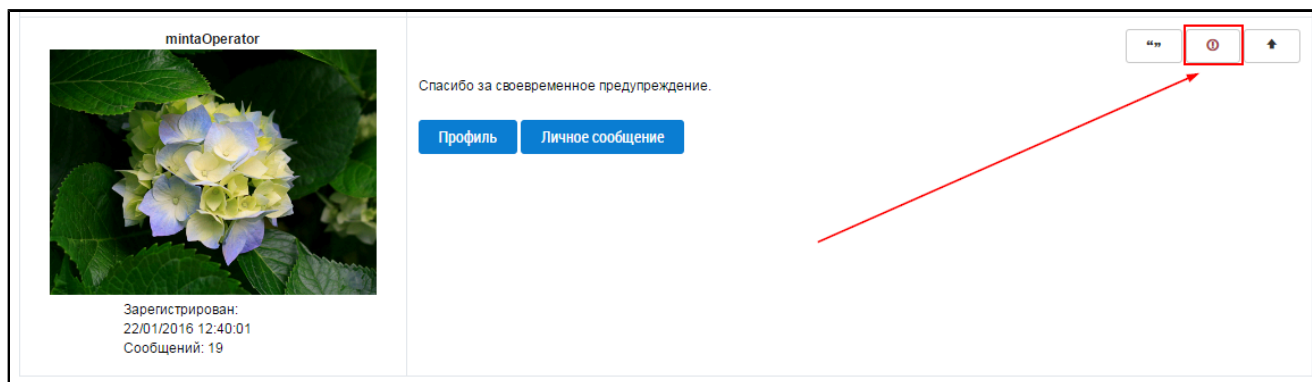 mintaOperator
“”
Спасибо за своевременное предупреждение.
Профиль
Личное сообщение
Зарегистрирован:
22/01/2016 12:40:01
Сообщений: 19